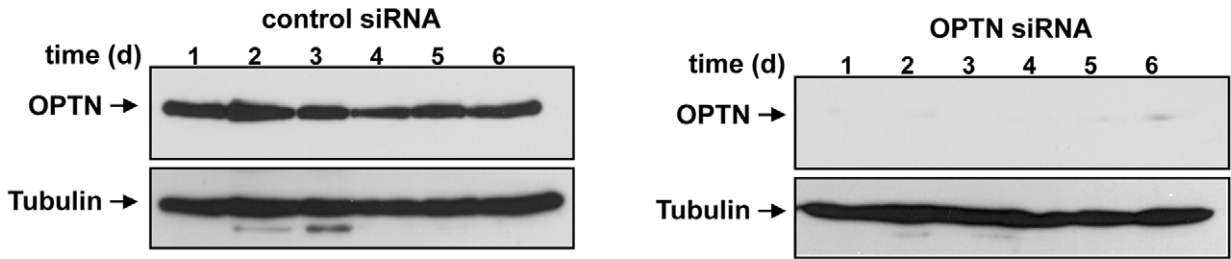 control siRNA
time (d) 1 2 3 4 5 6
OPTN
Tubulin
OPTN siRNA
time (d) 1 2 3 4 5 6
OPTN
Tubulin